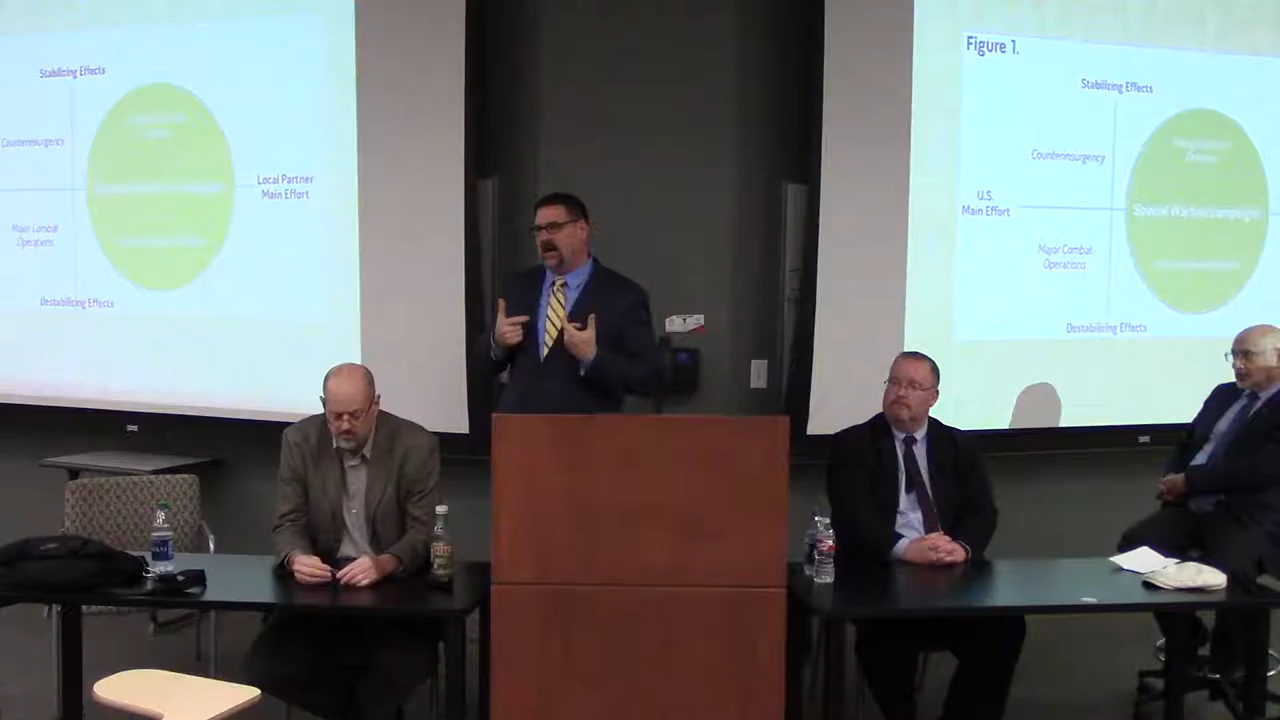 Stabilizing Effects
Counterinsurgency
Local Partner
Main Effort
Major Combat
Operations
Destabilizing Effects
Figure 1.
Stabilizing Effects
Counterinsurgency
U.S.
Main Effort
Special Warfare Campaigns
Major Combat
Operations
Destabilizing Effects